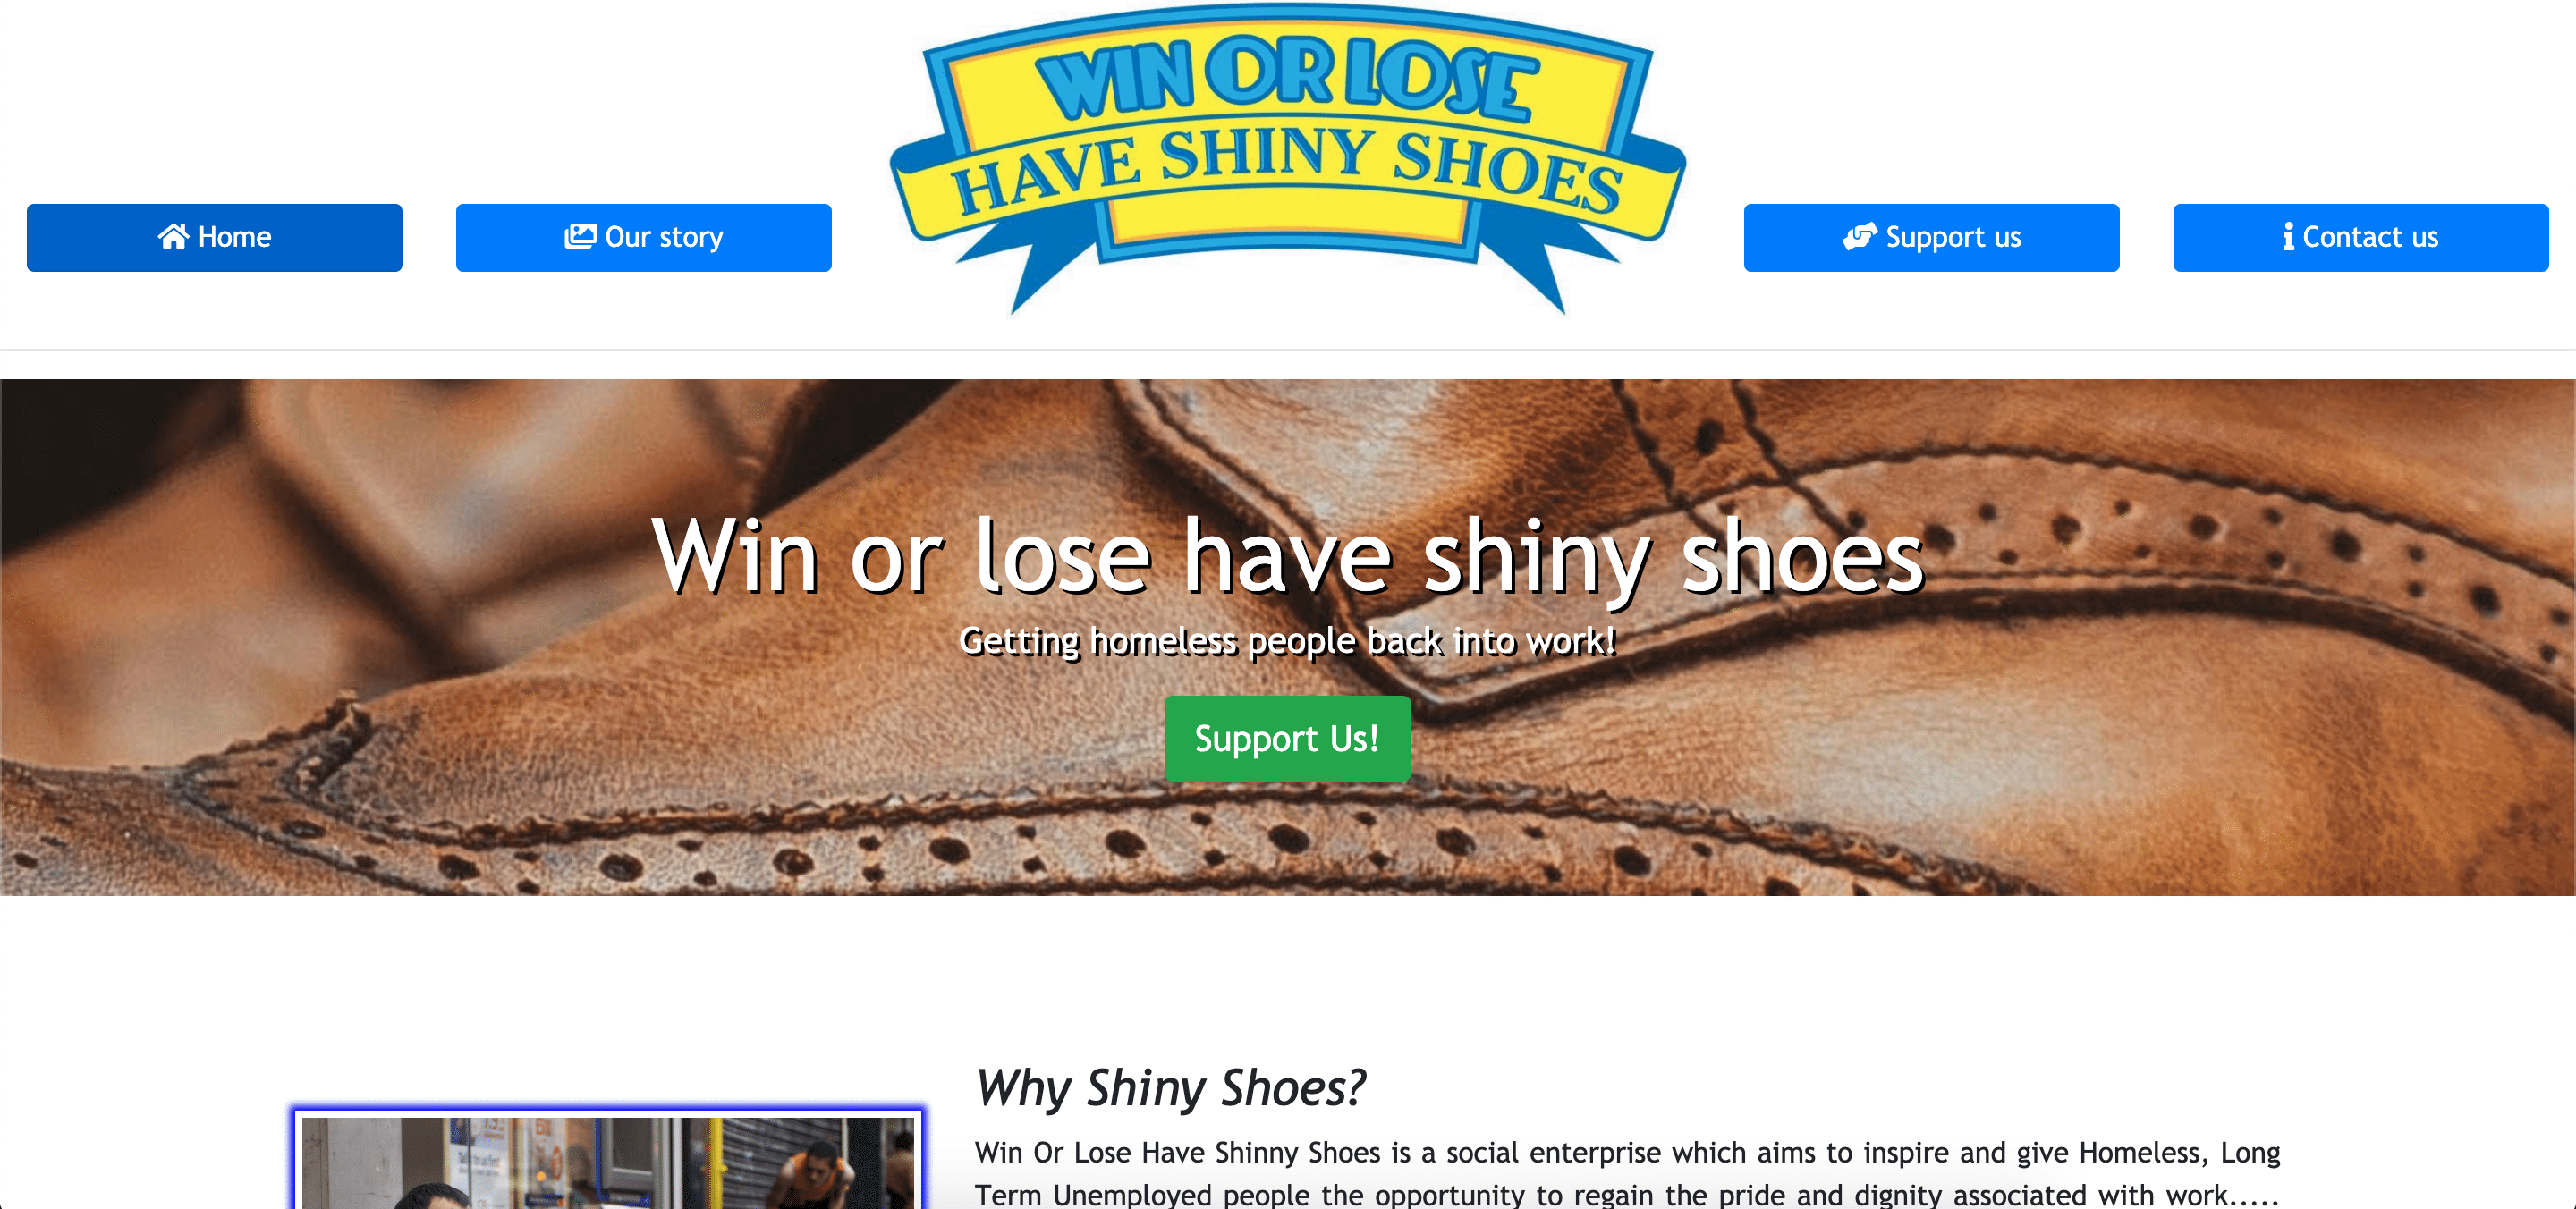 WIN OR LOSE
HAVE SHINY SHOES
Home
Our story
Support us
Contact us
Win or lose have shiny shoes
Getting homeless people back into work!
Support Us!
Why Shiny Shoes?
Win Or Lose Have Shinny Shoes is a social enterprise which aims to inspire and give Homeless, Long
Term Unemployed people the opportunity to regain the pride and dignity associated with work.....